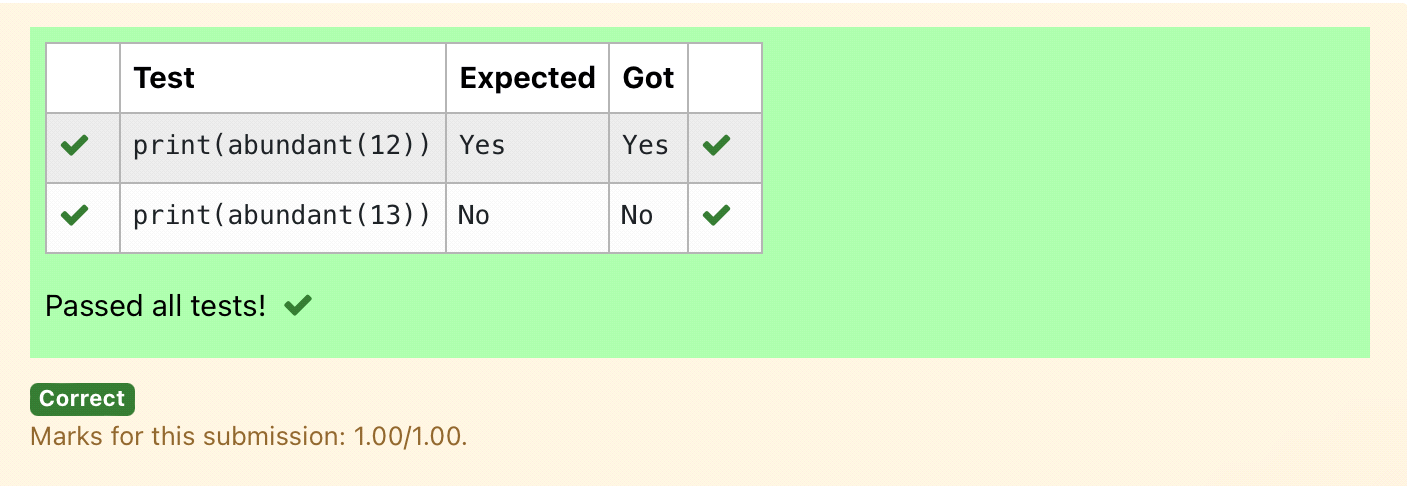 Test Expected Got
print(abundant(12)) Yes Yes
print(abundant(13)) No No
Passed all tests!
Correct
Marks for this submission: 1.00/1.00.